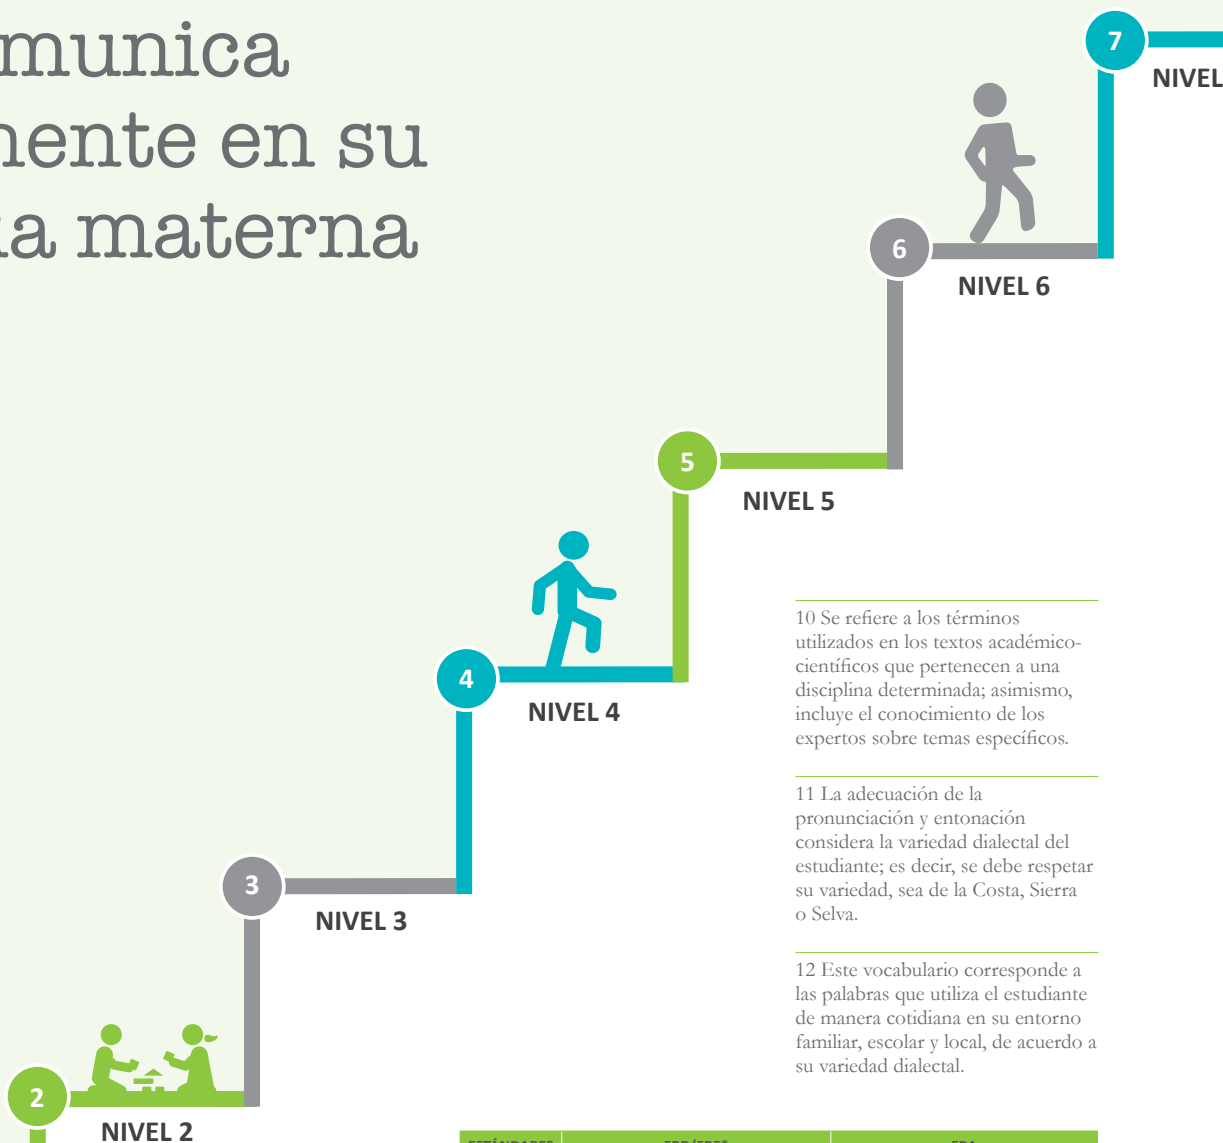 munica
en su
materna
7
NIVEL
6
NIVEL 6
5
NIVEL 5
4
NIVEL 4
10 Se refiere a los términos
utilizados en los textos académico-
científicos que pertenecen a una
disciplina determinada; asimismo,
incluye el conocimiento de los
expertos sobre temas específicos.
11 La adecuación de la
pronunciación y entonación
considera la variedad dialectal del
estudiante; es decir, se debe respetar
su variedad, sea de la Costa, Sierra
o Selva.
3
NIVEL 3
12 Este vocabulario corresponde a
las palabras que utiliza el estudiante
de manera cotidiana en su entorno
familiar, escolar y local, de acuerdo a
su variedad dialectal.
2
NIVEL 2